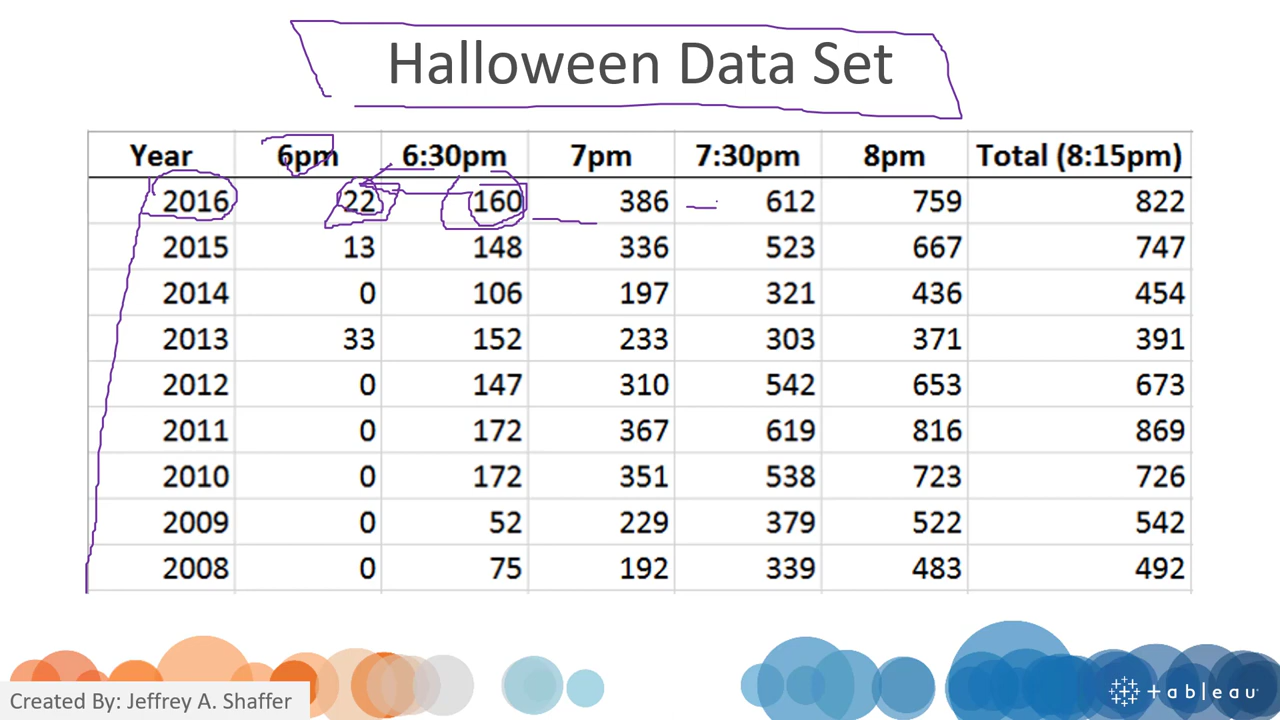 Halloween Data Set
Year 6pm 6:30pm 7pm 7:30pm 8pm Total (8:15pm)
2016 22 160 386 612 759 822
2015 13 148 336 523 667 747
2014 0 106 197 321 436 454
2013 33 152 233 303 371 391
2012 0 147 310 542 653 673
2011 0 172 367 619 816 869
2010 0 172 351 538 723 726
2009 0 52 229 379 522 542
2008 0 75 192 339 483 492
Created By: Jeffrey A. Shaffer
tableau